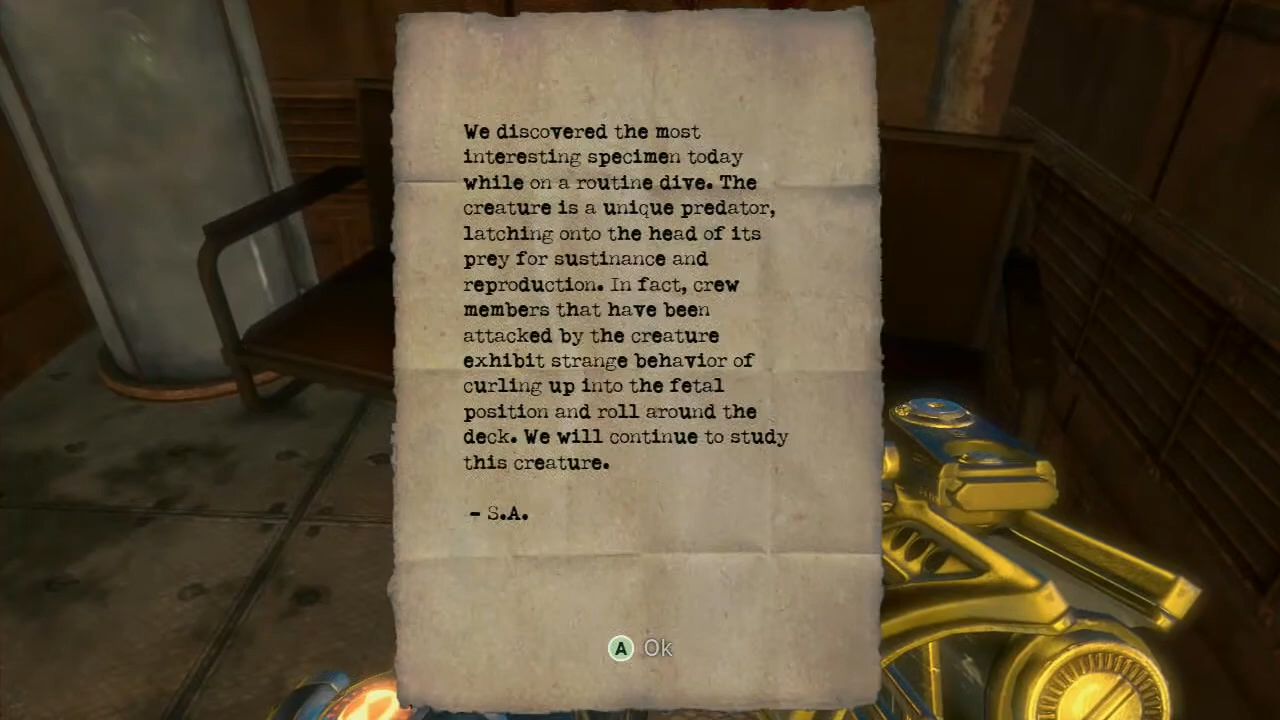 We discovered the most
interesting specimen today
while on a routine dive. The
creature is a unique predator,
latching onto the head of its
prey for sustinance and
reproduction. In fact, crew
members that have been
attacked by the creature
exhibit strange behavior of
curling up into the fetal
position and roll around the
deck. We will continue to study
this creature.
- S.A.
A Ok